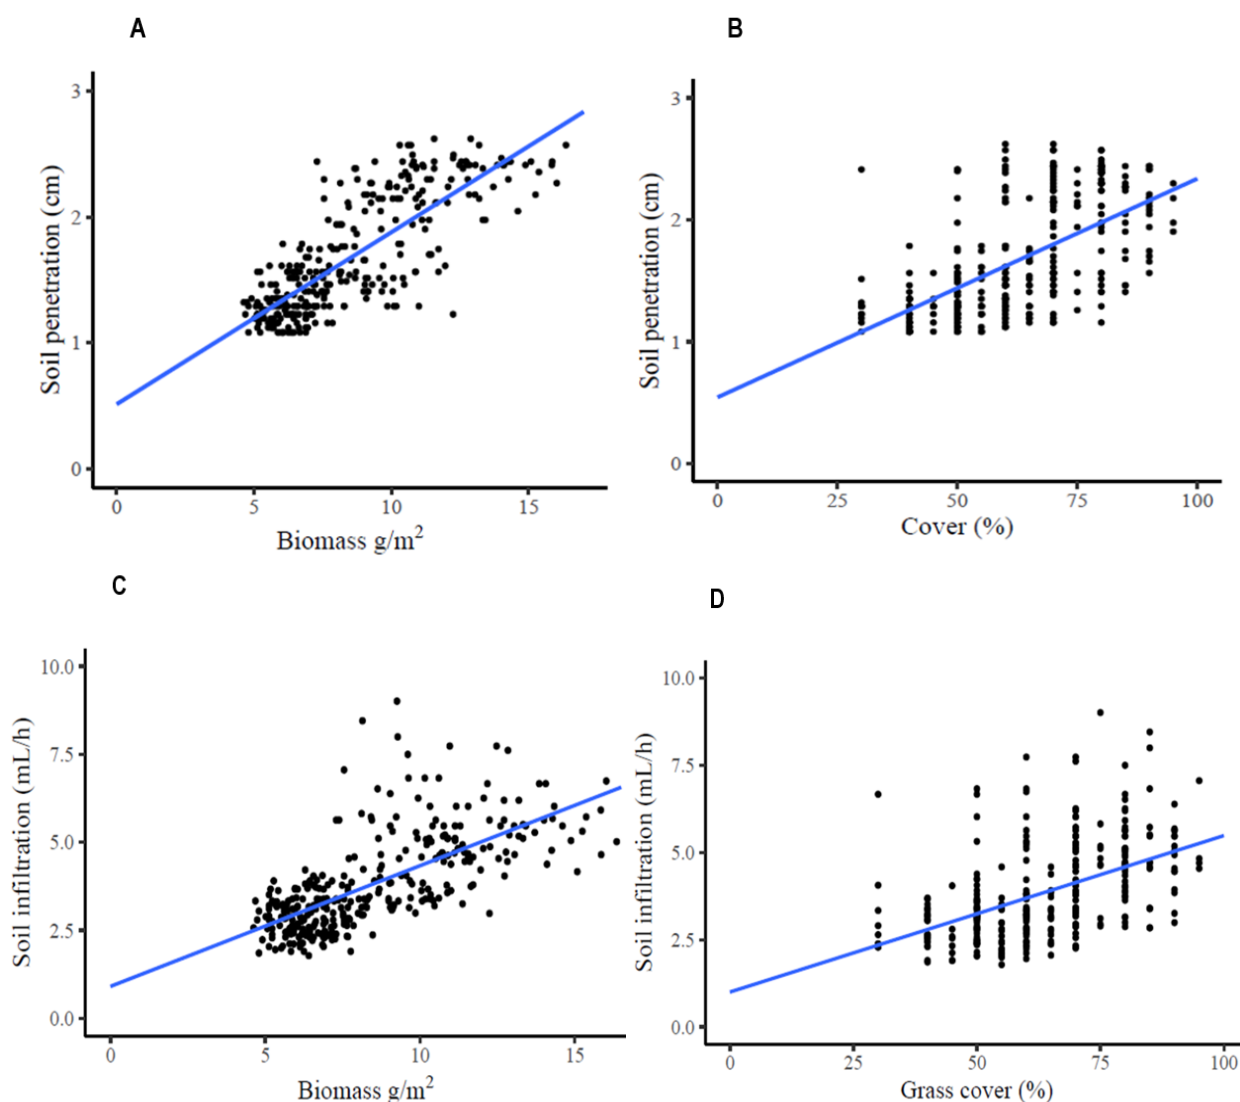 A
3
2
1
0
Soil penetration (cm)
0 5 10 15
Biomass g/m²
B
3
2
1
0
Soil penetration (cm)
0 25 50 75 100
Cover (%)
C
10.0
7.5
5.0
2.5
0.0
Soil infiltration (mL/h)
0 5 10 15
Biomass g/m²
D
10.0
7.5
5.0
2.5
0.0
Soil infiltration (mL/h)
0 25 50 75 100
Grass cover (%)